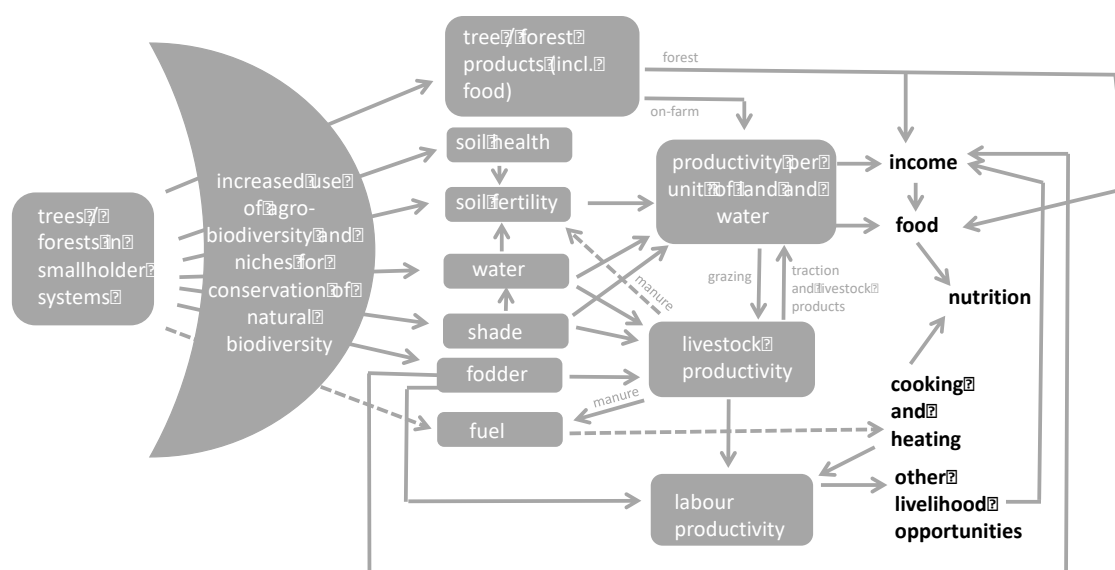 trees /
forests in
smallholder
systems
increased use
of agro-
biodiversity and
niches for
conservation of
natural
biodiversity
tree / forest
products (incl.
food)
forest
on-farm
soil health
soil fertility
water
shade
fodder
fuel
productivity per
unit of land and
water
grazing
traction
and livestock
products
manure
livestock
productivity
manure
labour
productivity
income
food
nutrition
cooking
and
heating
other
livelihood
opportunities